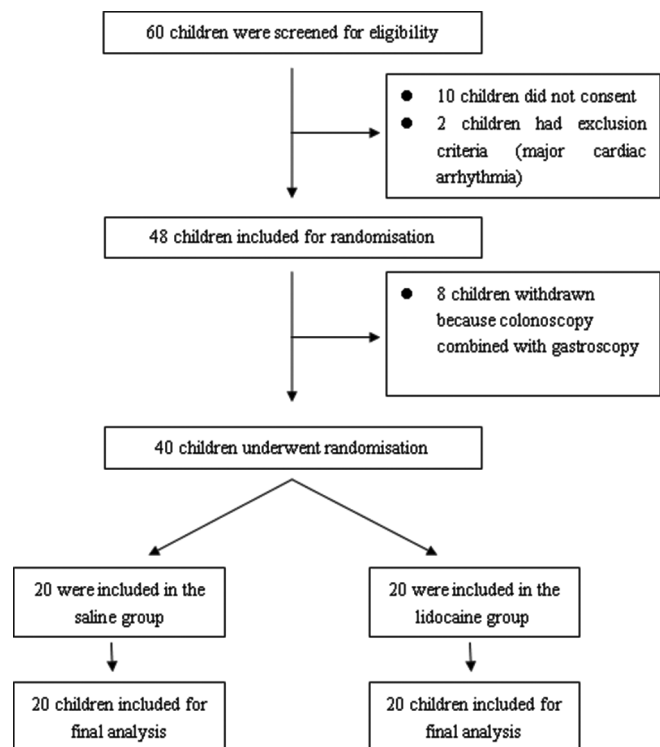 60 children were screened for eligibility
● 10 children did not consent
● 2 children had exclusion
criteria (major cardiac
arrhythmia)
48 children included for randomisation
● 8 children withdrawn
because colonoscopy
combined with gastroscopy
40 children underwent randomisation
20 were included in the
saline group
20 were included in the
lidocaine group
20 children included for
final analysis
20 children included for
final analysis